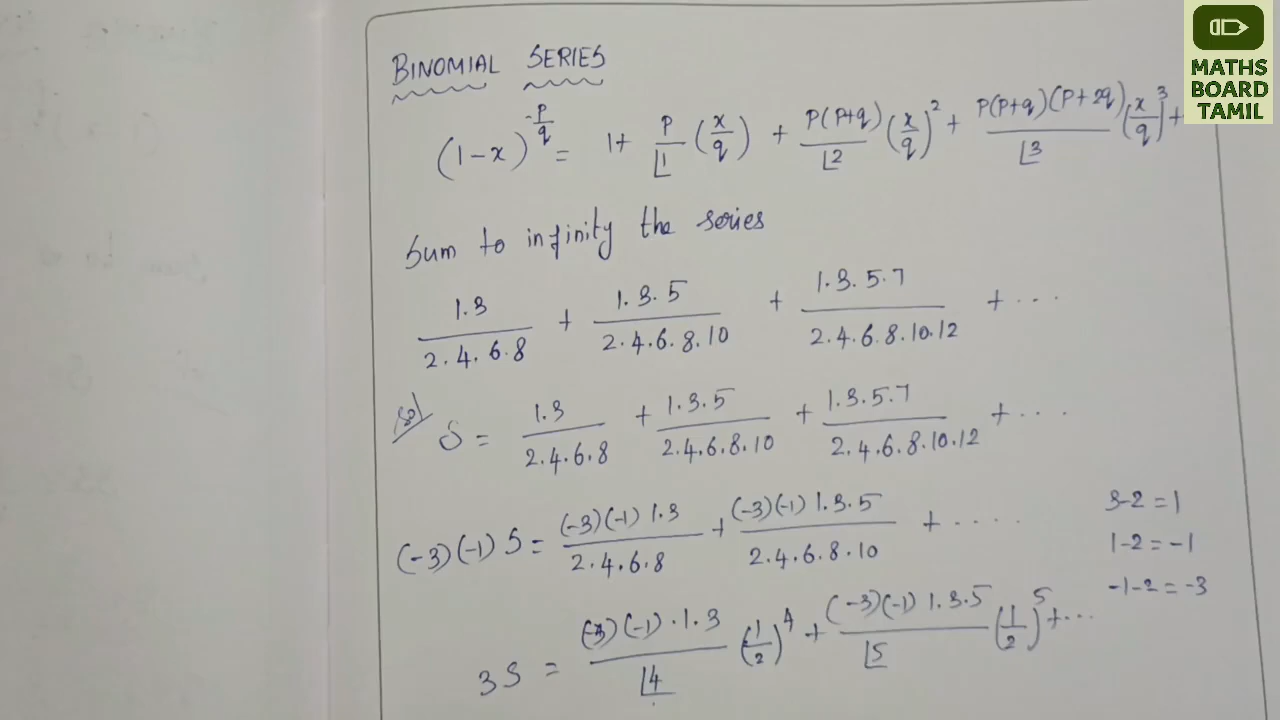 BINOMIAL SERIES
MATHS
BOARD
TAMIL
(1-x)^{-p/q} = 1+ P/⌊1 (x/q) + P(P+q)/⌊2 (x/q)^2 + P(P+q)(P+2q)/⌊3 (x/q)^3 +
Sum to infinity the series
1.3/2.4.6.8 + 1.3.5/2.4.6.8.10 + 1.3.5.7/2.4.6.8.10.12 + ...
Sol S = 1.3/2.4.6.8 + 1.3.5/2.4.6.8.10 + 1.3.5.7/2.4.6.8.10.12 + ...
(-3)(-1) S = (-3)(-1) 1.3/2.4.6.8 + (-3)(-1) 1.3.5/2.4.6.8.10 + ....
3-2 = 1
1-2 = -1
-1-2 = -3
3S = (-3)(-1).1.3/⌊4 (1/2)^4 + (-3)(-1) 1.3.5/⌊5 (1/2)^5 + ...